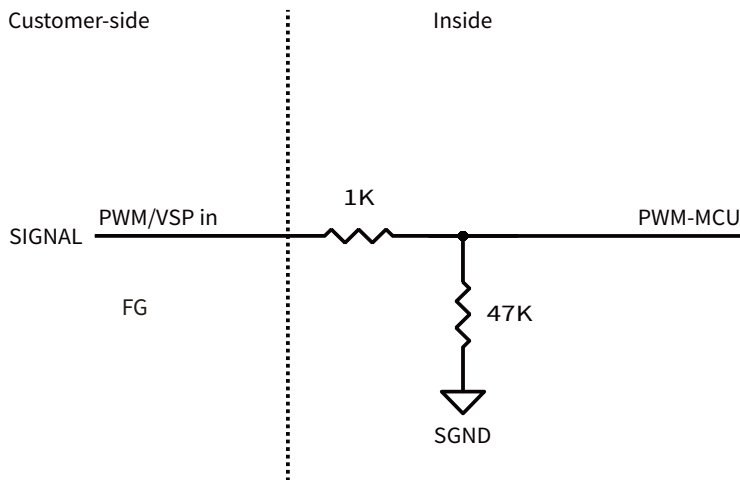 Customer-side
Inside
1K
PWM/VSP in
PWM-MCU
SIGNAL
FG
47K
SGND